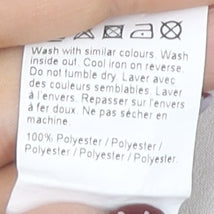 Wash with similar colours. Wash
inside out. Cool iron on reverse.
Do not tumble dry. Laver avec
des couleurs semblables. Laver
à l'envers. Repasser sur l'envers
à fer doux. Ne pas sécher en
machine.
100% Polyester / Polyester /
Polyester / Polyester / Polyester.